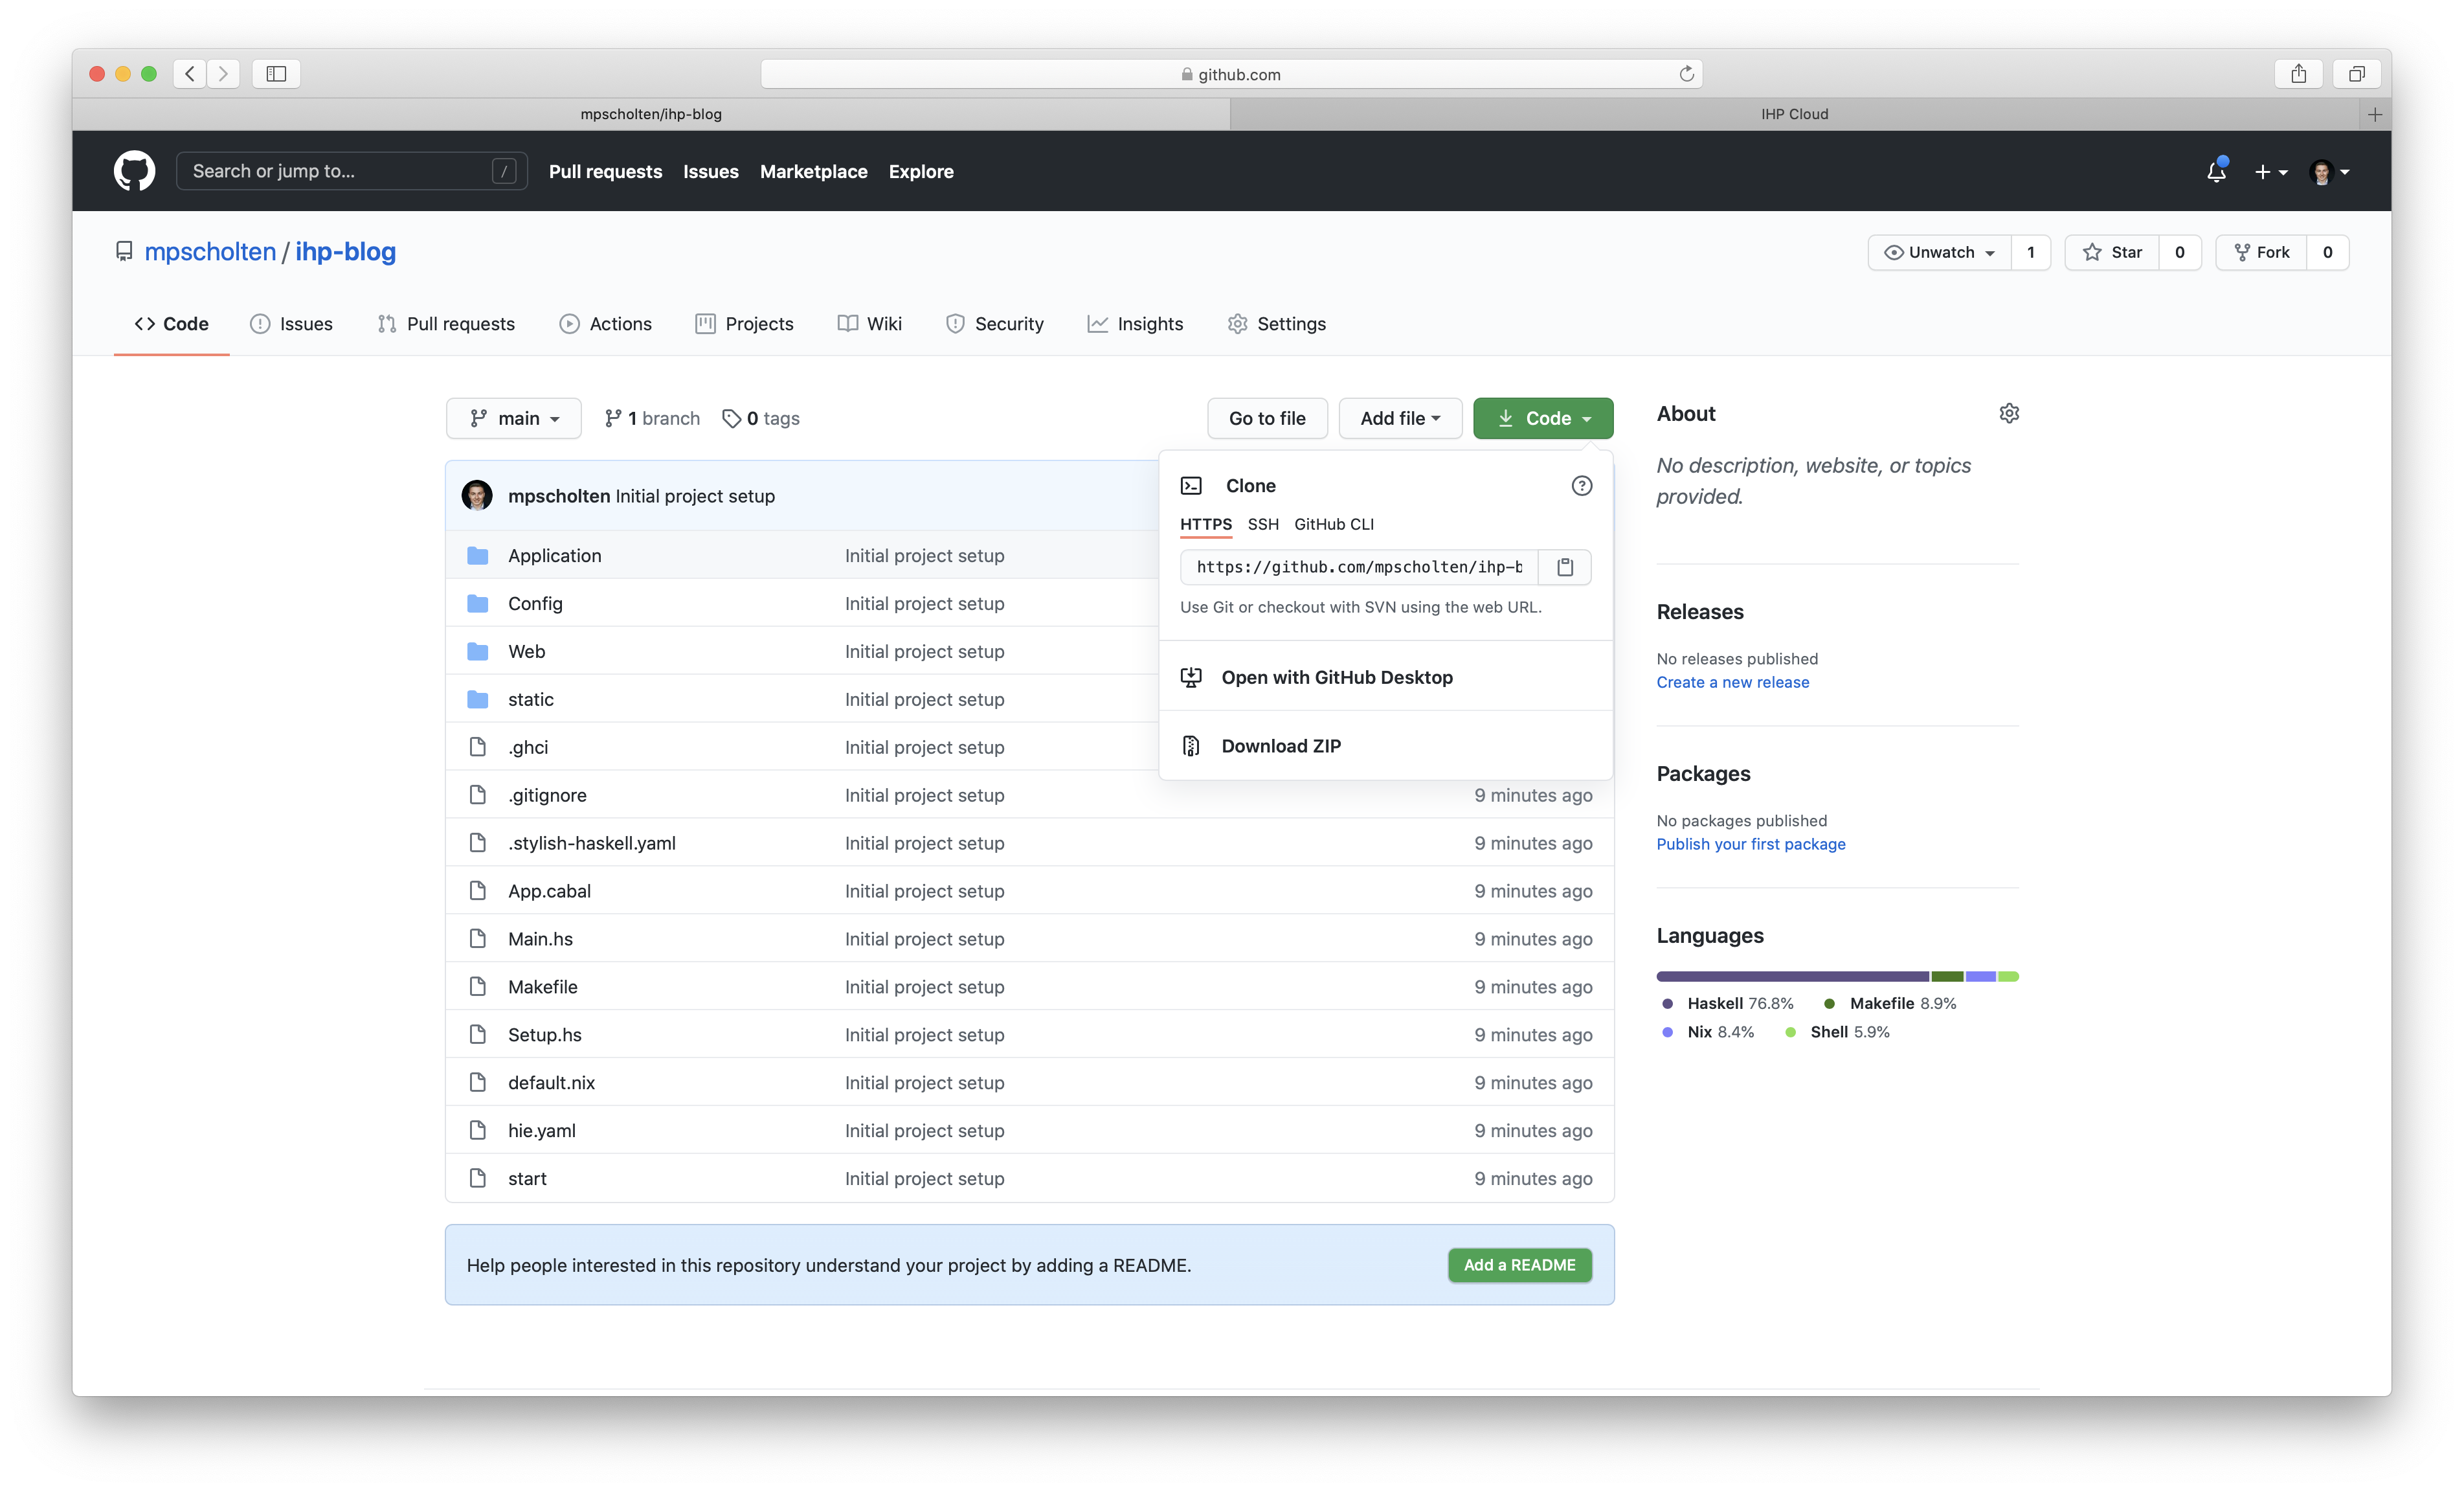 github.com
mpscholten/ihp-blog
IHP Cloud
Search or jump to... /
Pull requests Issues Marketplace Explore
mpscholten / ihp-blog
Unwatch 1 Star 0 Fork 0
Code Issues Pull requests Actions Projects Wiki Security Insights Settings
main 1 branch 0 tags
Go to file Add file Code
mpscholten Initial project setup
Application Initial project setup
Config Initial project setup
Web Initial project setup
static Initial project setup
.ghci Initial project setup
.gitignore Initial project setup 9 minutes ago
.stylish-haskell.yaml Initial project setup 9 minutes ago
App.cabal Initial project setup 9 minutes ago
Main.hs Initial project setup 9 minutes ago
Makefile Initial project setup 9 minutes ago
Setup.hs Initial project setup 9 minutes ago
default.nix Initial project setup 9 minutes ago
hie.yaml Initial project setup 9 minutes ago
start Initial project setup 9 minutes ago
Clone
HTTPS SSH GitHub CLI
https://github.com/mpscholten/ihp-b
Use Git or checkout with SVN using the web URL.
Open with GitHub Desktop
Download ZIP
Help people interested in this repository understand your project by adding a README.
Add a README
About
No description, website, or topics
provided.
Releases
No releases published
Create a new release
Packages
No packages published
Publish your first package
Languages
Haskell 76.8% Makefile 8.9%
Nix 8.4% Shell 5.9%